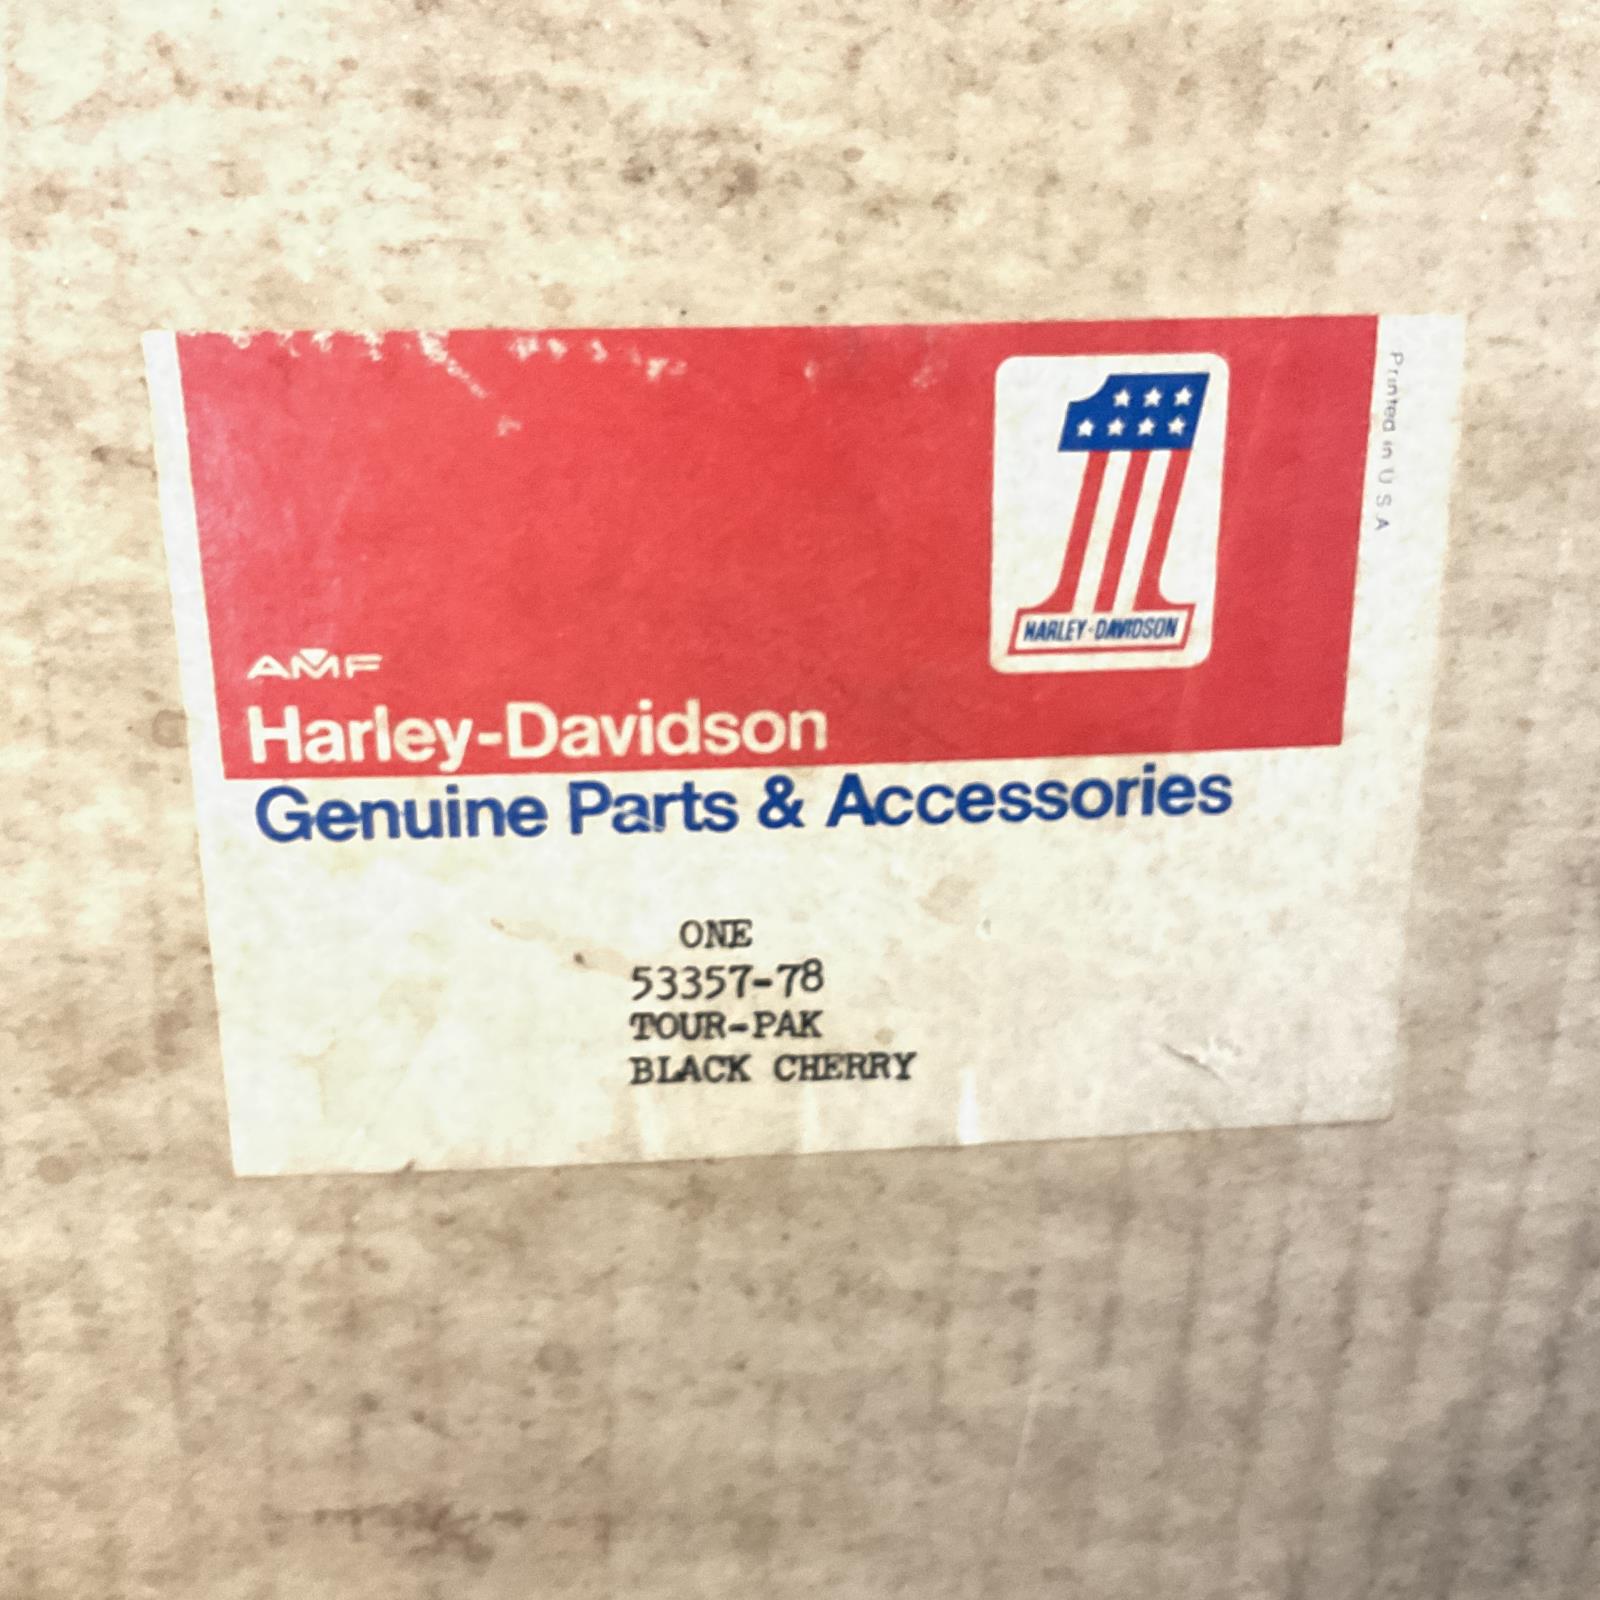 Printed in U S A
HARLEY-DAVIDSON
AMF
Harley-Davidson
Genuine Parts & Accessories
ONE
53357-78
TOUR-PAK
BLACK CHERRY